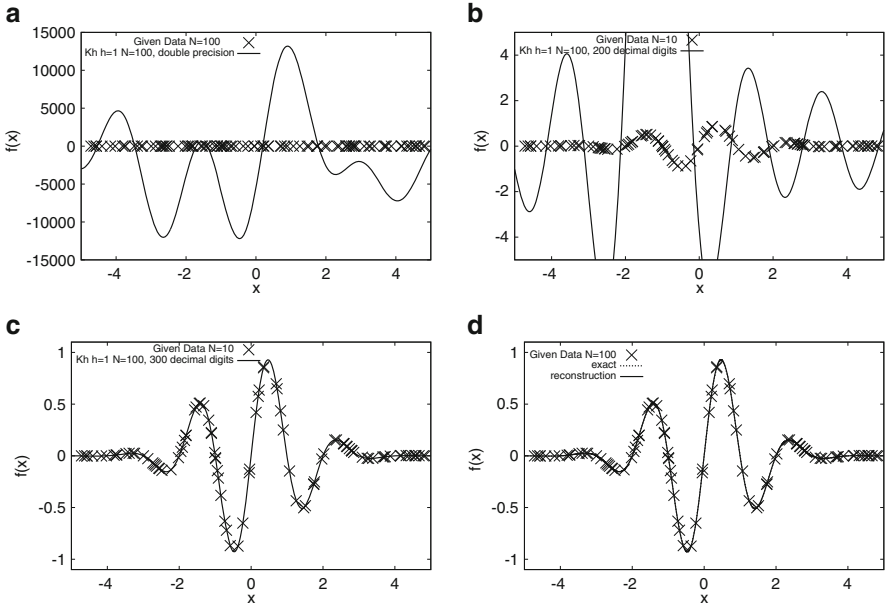 a
Given Data N=100
Kh h=1 N=100, double precision
15000
10000
5000
0
-5000
-10000
-15000
f(x)
-4
-2
0
2
4
x
b
Given Data N=10
Kh h=1 N=100, 200 decimal digits
4
2
0
-2
-4
f(x)
-4
-2
0
2
4
x
c
Given Data N=10
Kh h=1 N=100, 300 decimal digits
1
0.5
0
-0.5
-1
f(x)
-4
-2
0
2
4
x
d
Given Data N=100
exact
reconstruction
1
0.5
0
-0.5
-1
f(x)
-4
-2
0
2
4
x